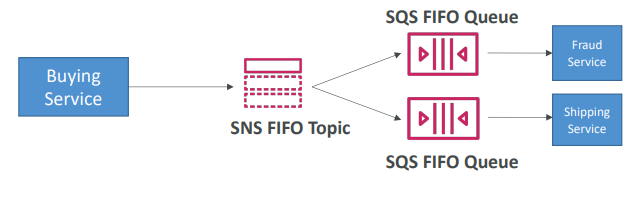 SQS FIFO Queue
Fraud
Service
Buying
Service
SNS FIFO Topic
Shipping
Service
SQS FIFO Queue